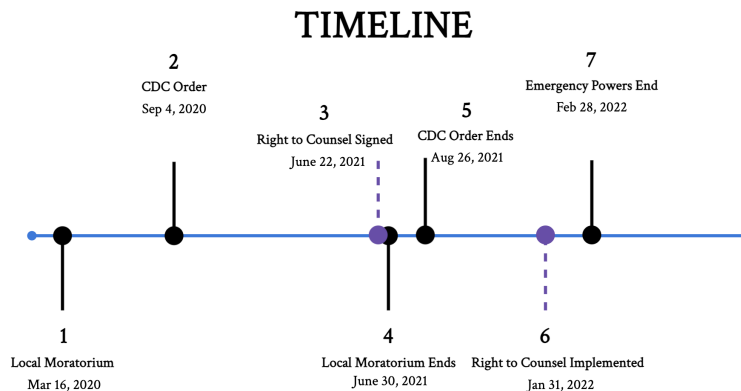 TIMELINE
2
CDC Order
Sep 4, 2020
3
Right to Counsel Signed
June 22, 2021
5
CDC Order Ends
Aug 26, 2021
7
Emergency Powers End
Feb 28, 2022
1
Local Moratorium
Mar 16, 2020
4
Local Moratorium Ends
June 30, 2021
6
Right to Counsel Implemented
Jan 31, 2022